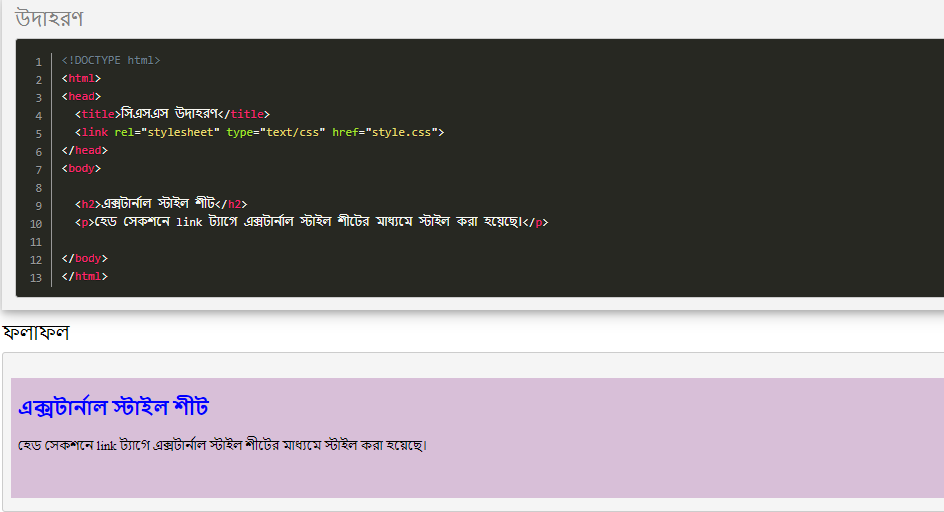 উদাহরণ
1 <!DOCTYPE html>
2 <html>
3 <head>
4 <title>সিএসএস উদাহরণ</title>
5 <link rel="stylesheet" type="text/css" href="style.css">
6 </head>
7 <body>
8
9 <h2>এক্সটার্নাল স্টাইল শীট</h2>
10 <p>হেড সেকশনে link ট্যাগে এক্সটার্নাল স্টাইল শীটের মাধ্যমে স্টাইল করা হয়েছে।</p>
11
12 </body>
13 </html>
ফলাফল
এক্সটার্নাল স্টাইল শীট
হেড সেকশনে link ট্যাগে এক্সটার্নাল স্টাইল শীটের মাধ্যমে স্টাইল করা হয়েছে।